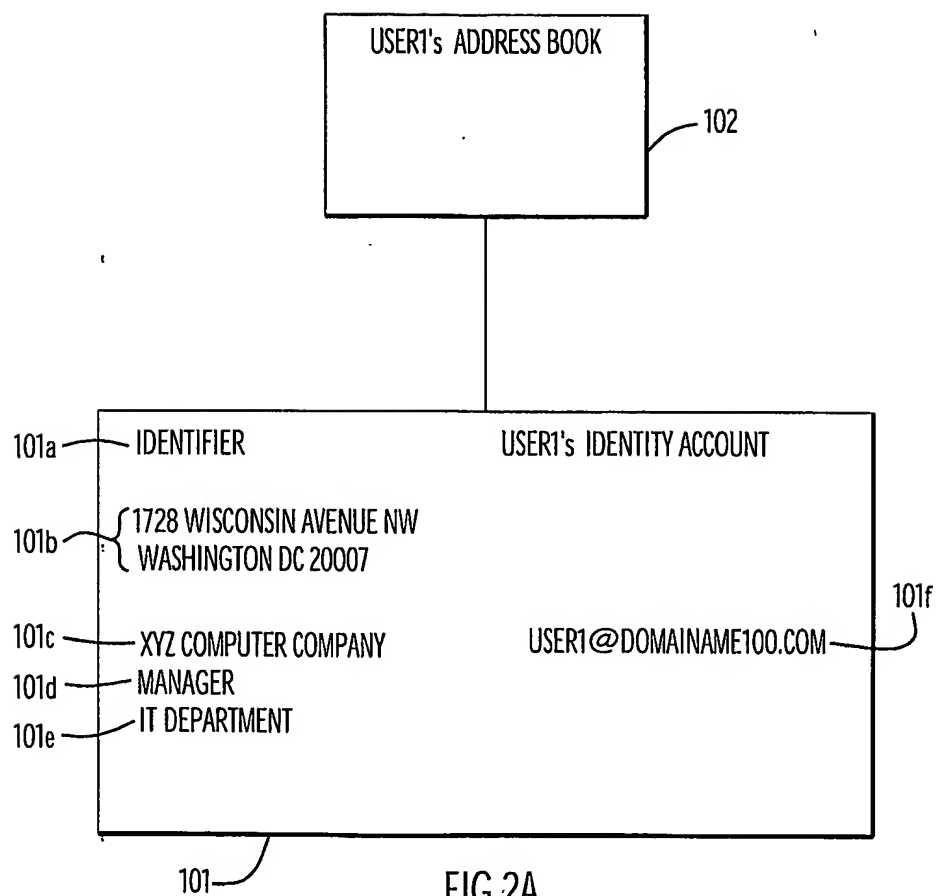 USER1's ADDRESS BOOK
102
101a
IDENTIFIER
USER1's IDENTITY ACCOUNT
101b
1728 WISCONSIN AVENUE NW
WASHINGTON DC 20007
101f
101c
XYZ COMPUTER COMPANY
USER1@DOMAINAME100.COM
101d
MANAGER
101e
IT DEPARTMENT
101
FIG.2A